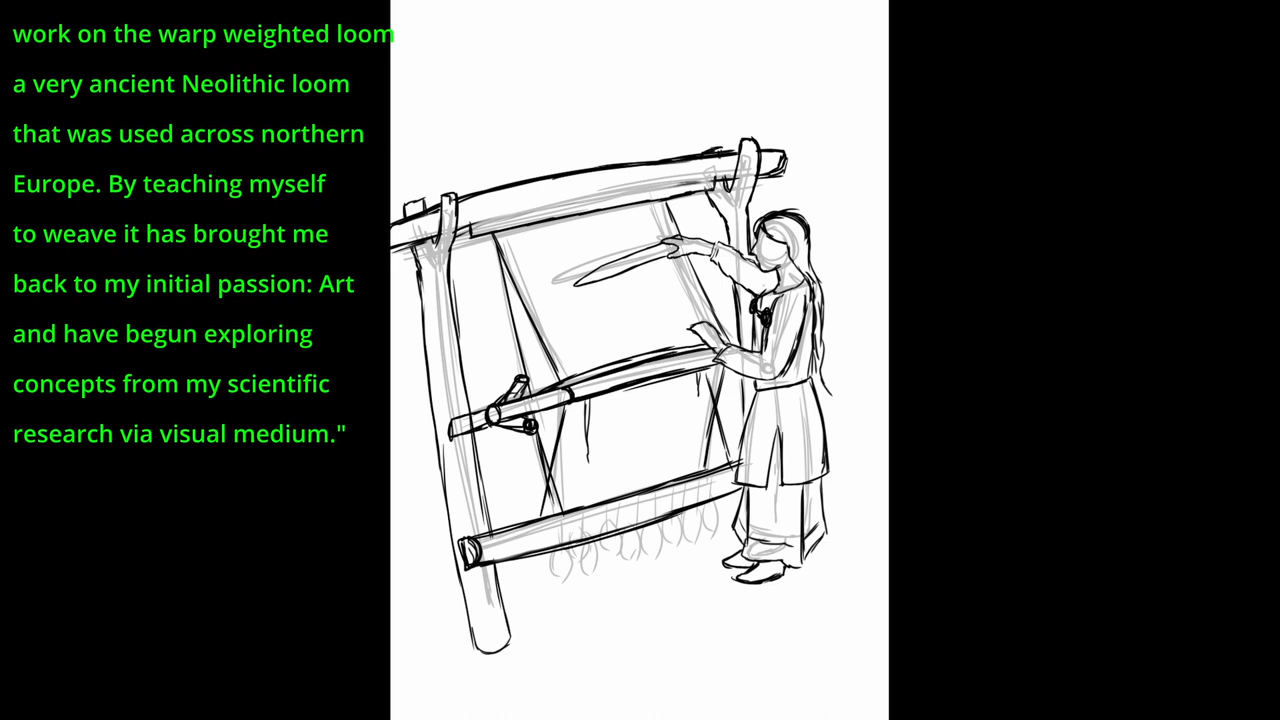 work on the warp weighted loom
a very ancient Neolithic loom
that was used across northern
Europe. By teaching myself
to weave it has brought me
back to my initial passion: Art
and have begun exploring
concepts from my scientific
research via visual medium."